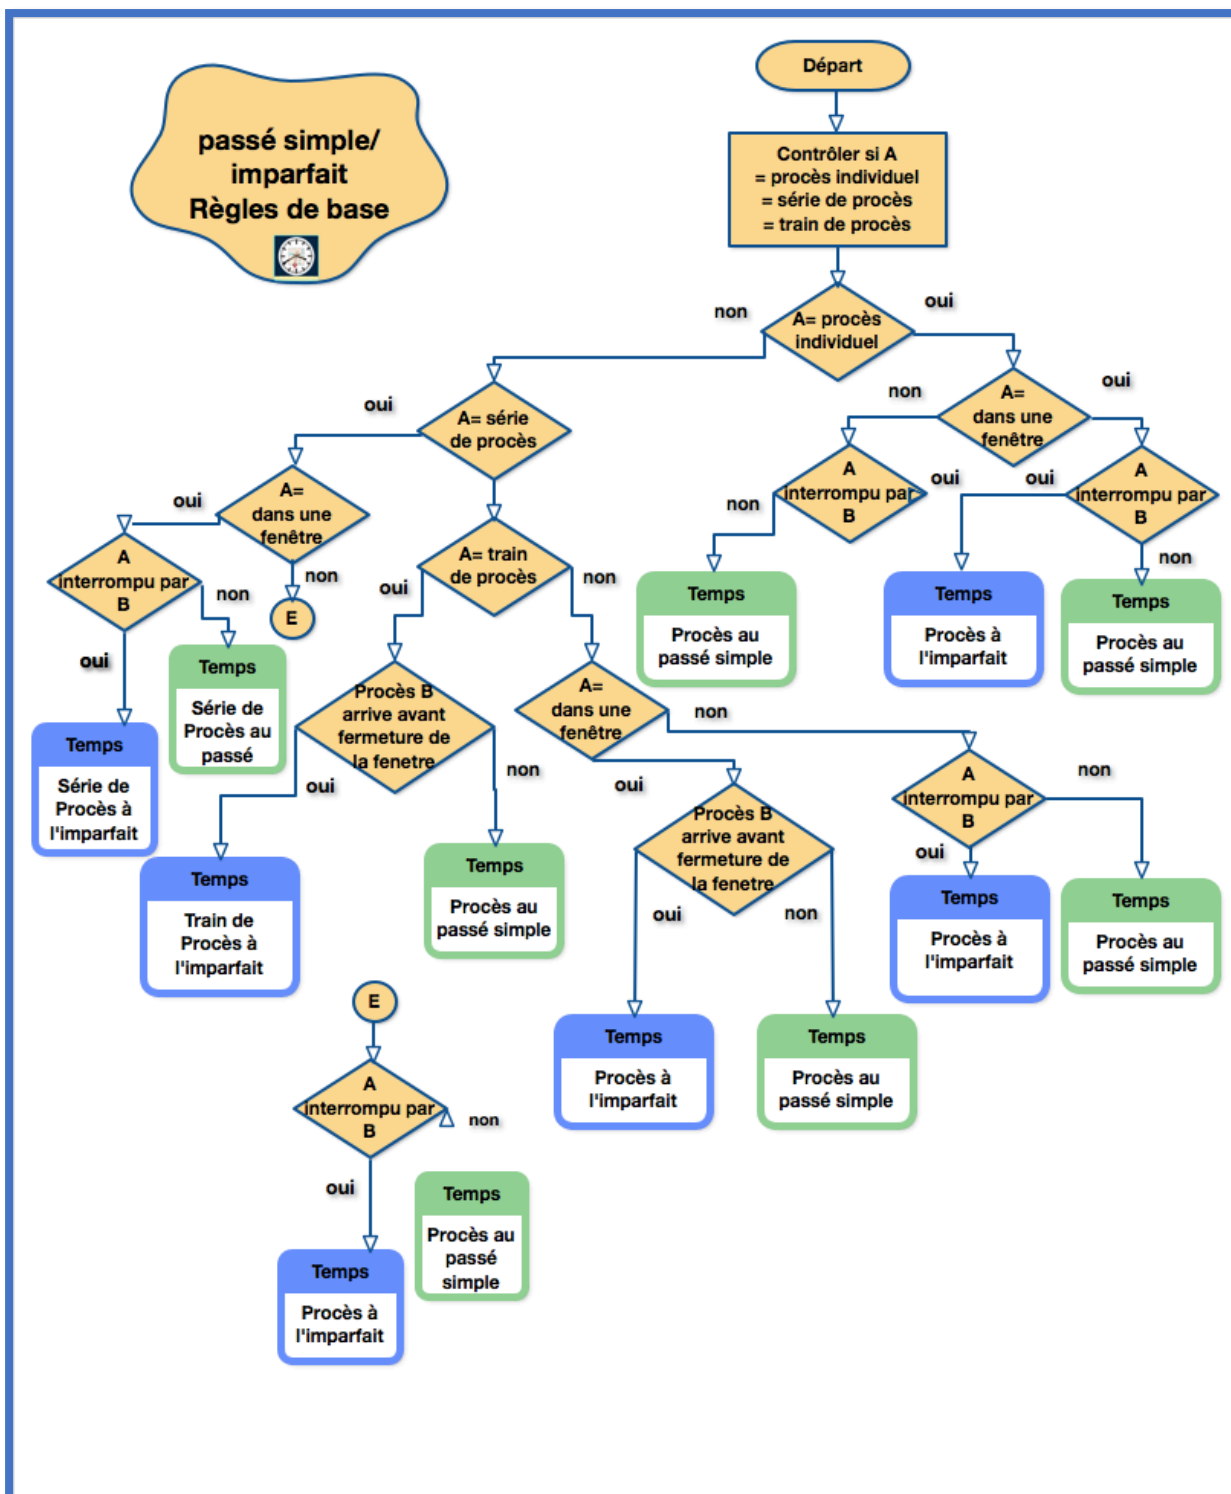 Départ
passé simple/
imparfait
Règles de base
Contrôler si A
= procès individuel
= série de procès
= train de procès
non
oui
A= procès
individuel
oui
non
oui
A= série
de procès
A=
dans une
fenêtre
oui
A=
dans une
fenêtre
non
A
interrompu par
B
oui
oui
A
interrompu par
B
non
A
interrompu par
B
non
oui
non
E
A= train
de procès
oui
non
Temps
Procès au
passé simple
Temps
Procès à
l'imparfait
Temps
Procès au
passé simple
oui
Temps
Série de
Procès au
passé
Temps
Série de
Procès à
l'imparfait
Procès B
arrive avant
fermeture de
la fenetre
A=
dans une
fenêtre
non
oui
non
oui
A
interrompu par
B
non
oui
Procès B
arrive avant
fermeture de
la fenetre
oui
non
Temps
Train de
Procès à
l'imparfait
Temps
Procès au
passé simple
Temps
Procès à
l'imparfait
Temps
Procès au
passé simple
E
A
interrompu par
B
non
oui
Temps
Procès à
l'imparfait
Temps
Procès au
passé simple
Temps
Procès au
passé
simple
Temps
Procès à
l'imparfait